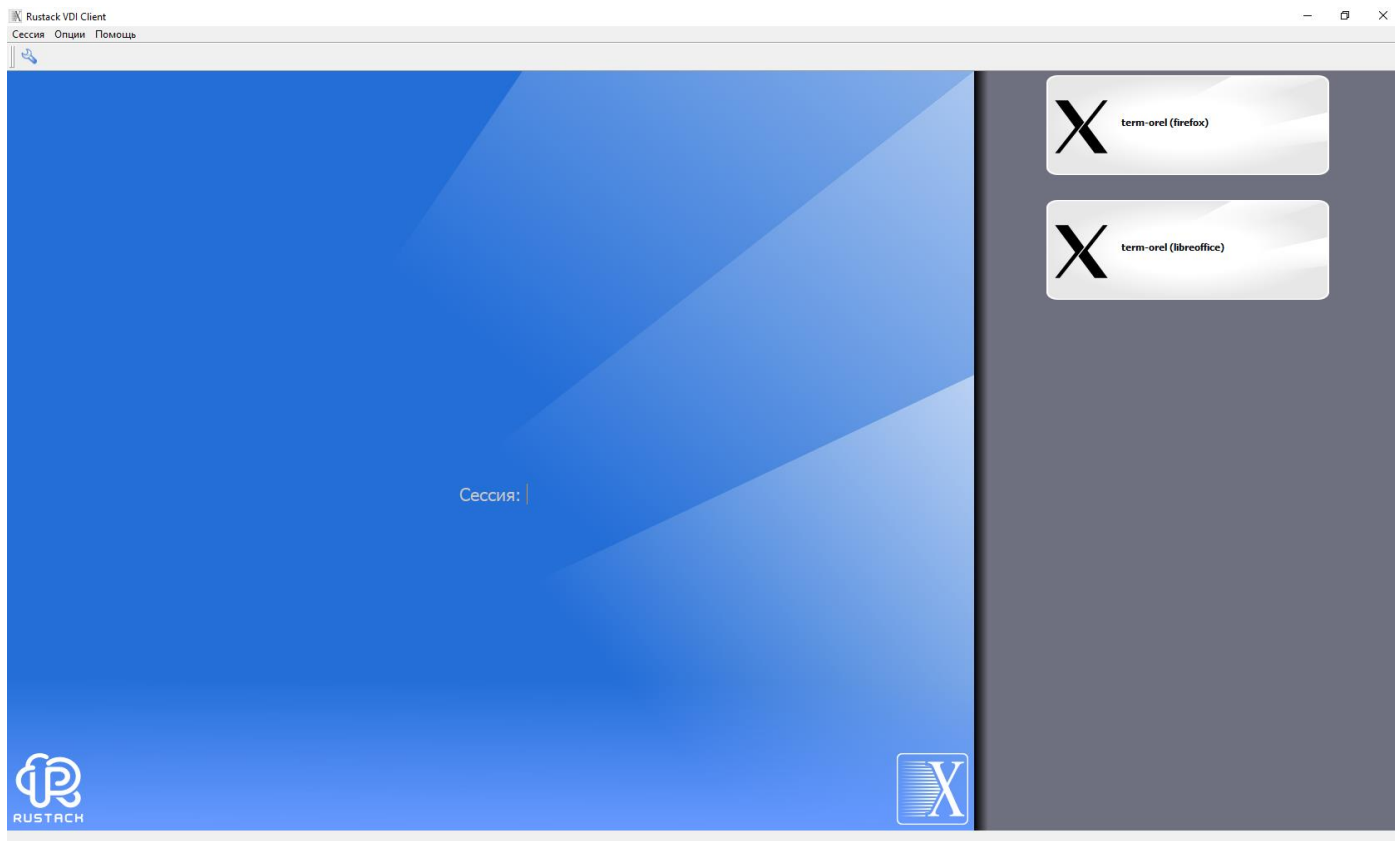 Rustack VDI Client
Сессия Опции Помощь
term-orel (firefox)
term-orel (libreoffice)
Сессия:
RUSTACK
X